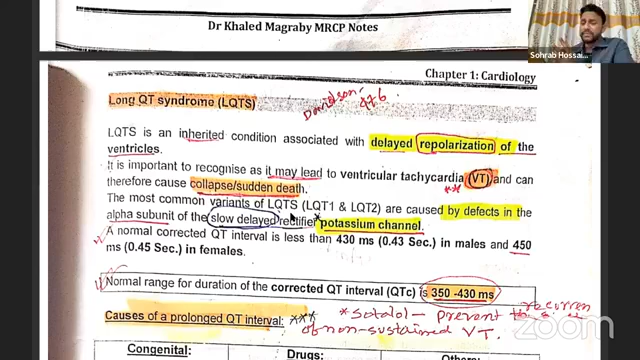 Dr Khaled Magraby MRCP Notes
Sohrab Hossai...
Chapter 1: Cardiology
Long QT syndrome (LQTS)
Davidson-476
LQTS is an inherited condition associated with delayed repolarization of the
ventricles.
It is important to recognise as it may lead to ventricular tachycardia (VT) and can
therefore cause collapse/sudden death.
The most common variants of LQTS (LQT1 & LQT2) are caused by defects in the
alpha subunit of the slow delayed rectifier potassium channel.
A normal corrected QT interval is less than 430 ms (0.43 Sec.) in males and 450
ms (0.45 Sec.) in females.
Normal range for duration of the corrected QT interval (QTc) is 350 -430 ms
Causes of a prolonged QT interval: *** * Sotalol - prevent
of non-sustained VT.
Congenital: Drugs:
zoom